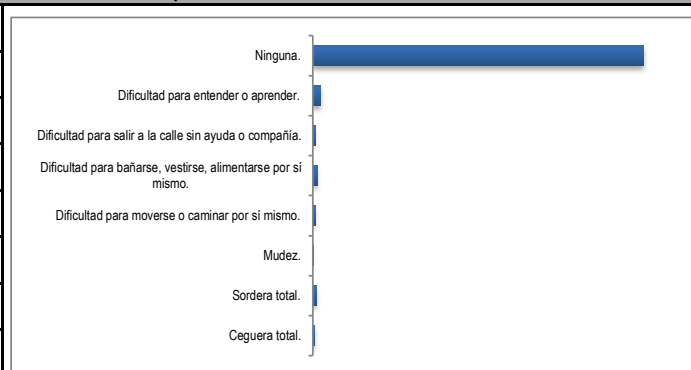 Ninguna.
Dificultad para entender o aprender.
Dificultad para salir a la calle sin ayuda o compañía.
Dificultad para bañarse, vestirse, alimentarse por sí
mismo.
Dificultad para moverse o caminar por sí mismo.
Mudez.
Sordera total.
Ceguera total.